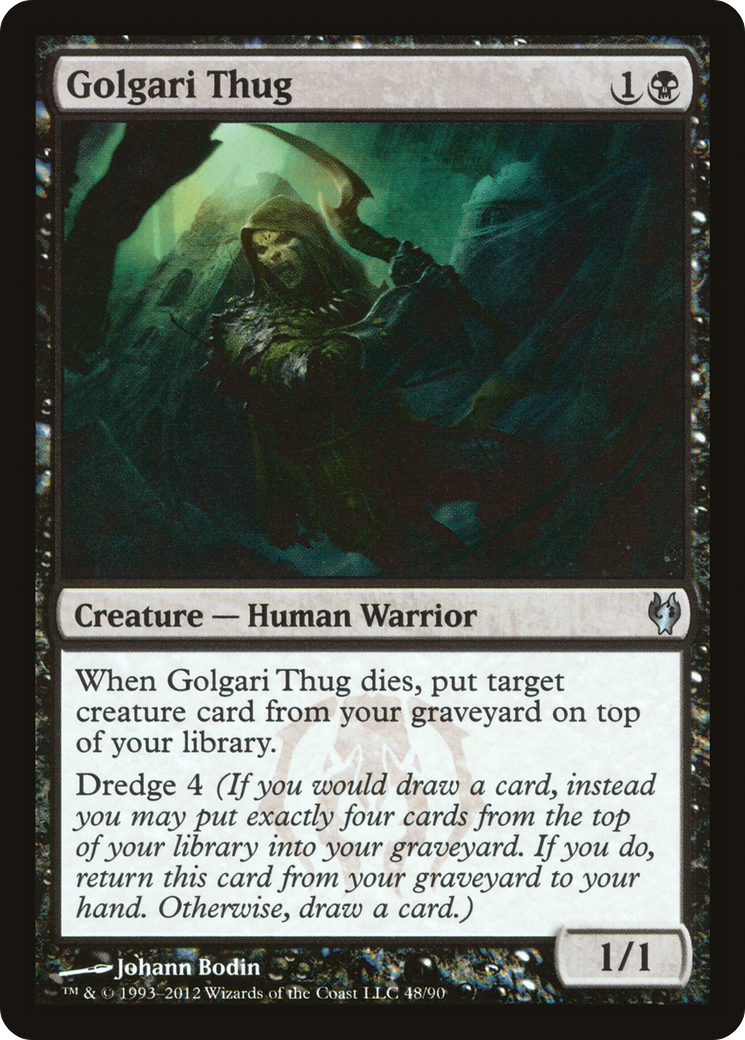 Golgari Thug 1
Creature — Human Warrior
When Golgari Thug dies, put target
creature card from your graveyard on top
of your library.
Dredge 4 (If you would draw a card, instead
you may put exactly four cards from the top
of your library into your graveyard. If you do,
return this card from your graveyard to your
hand. Otherwise, draw a card.)
1/1
Johann Bodin
™ & © 1993–2012 Wizards of the Coast LLC 48/90